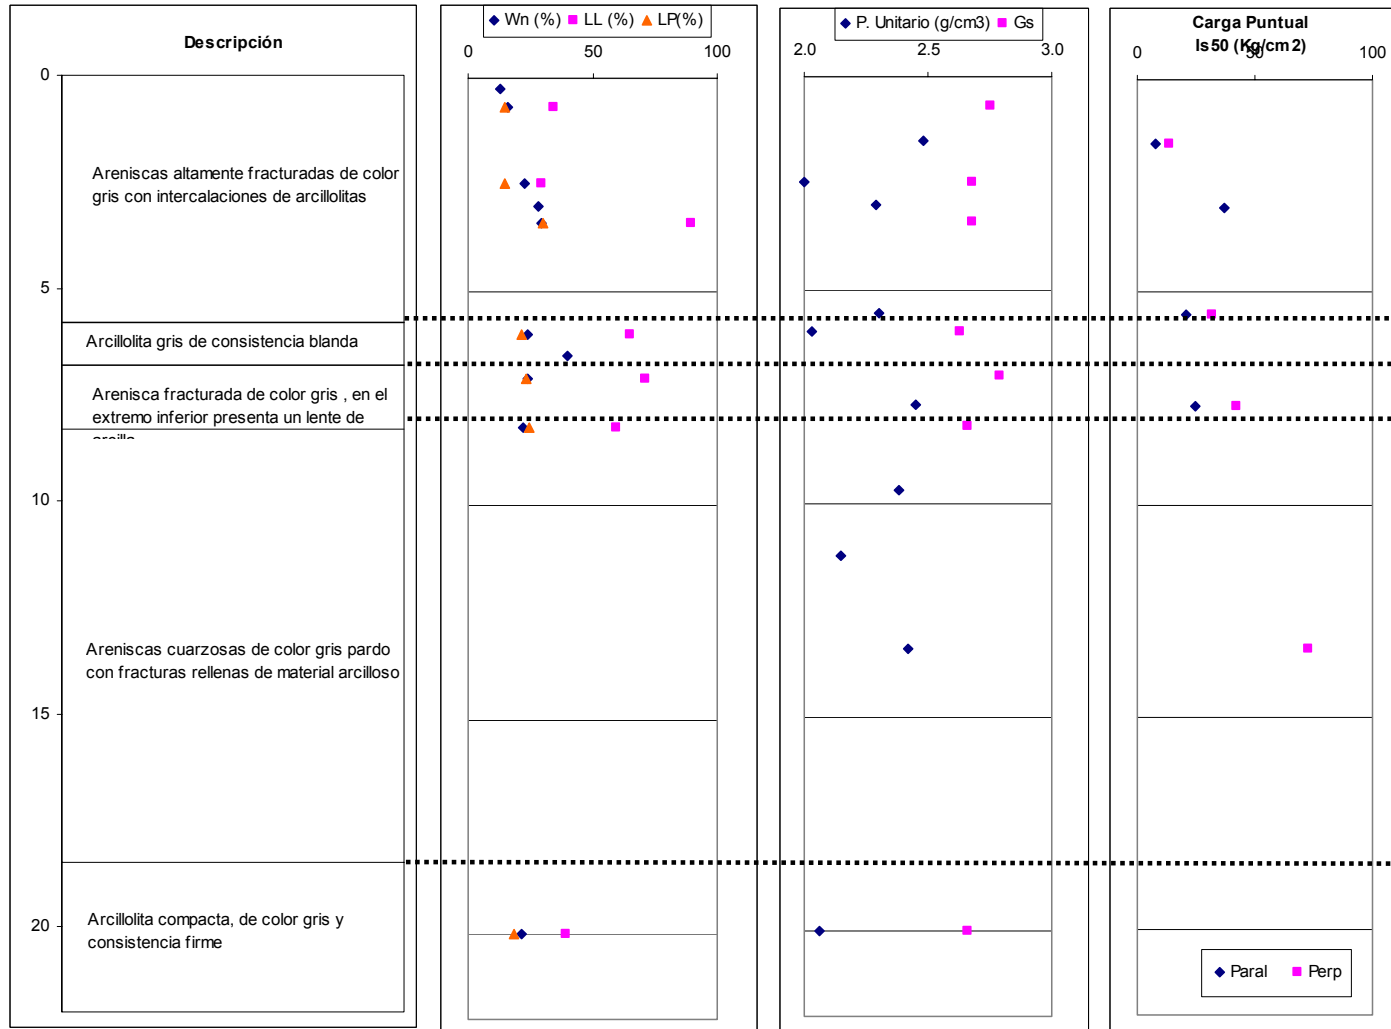 Descripción
0
5
10
15
20
Areniscas altamente fracturadas de color
gris con intercalaciones de arcillolitas
Arcillolita gris de consistencia blanda
Arenisca fracturada de color gris , en el
extremo inferior presenta un lente de
arcilla
Areniscas cuarzosas de color gris pardo
con fracturas rellenas de material arcilloso
Arcillolita compacta, de color gris y
consistencia firme
Wn (%) LL (%) LP(%)
0 50 100
P. Unitario (g/cm3) Gs
2.0 2.5 3.0
Carga Puntual
Is50 (Kg/cm2)
0 50 100
Paral Perp